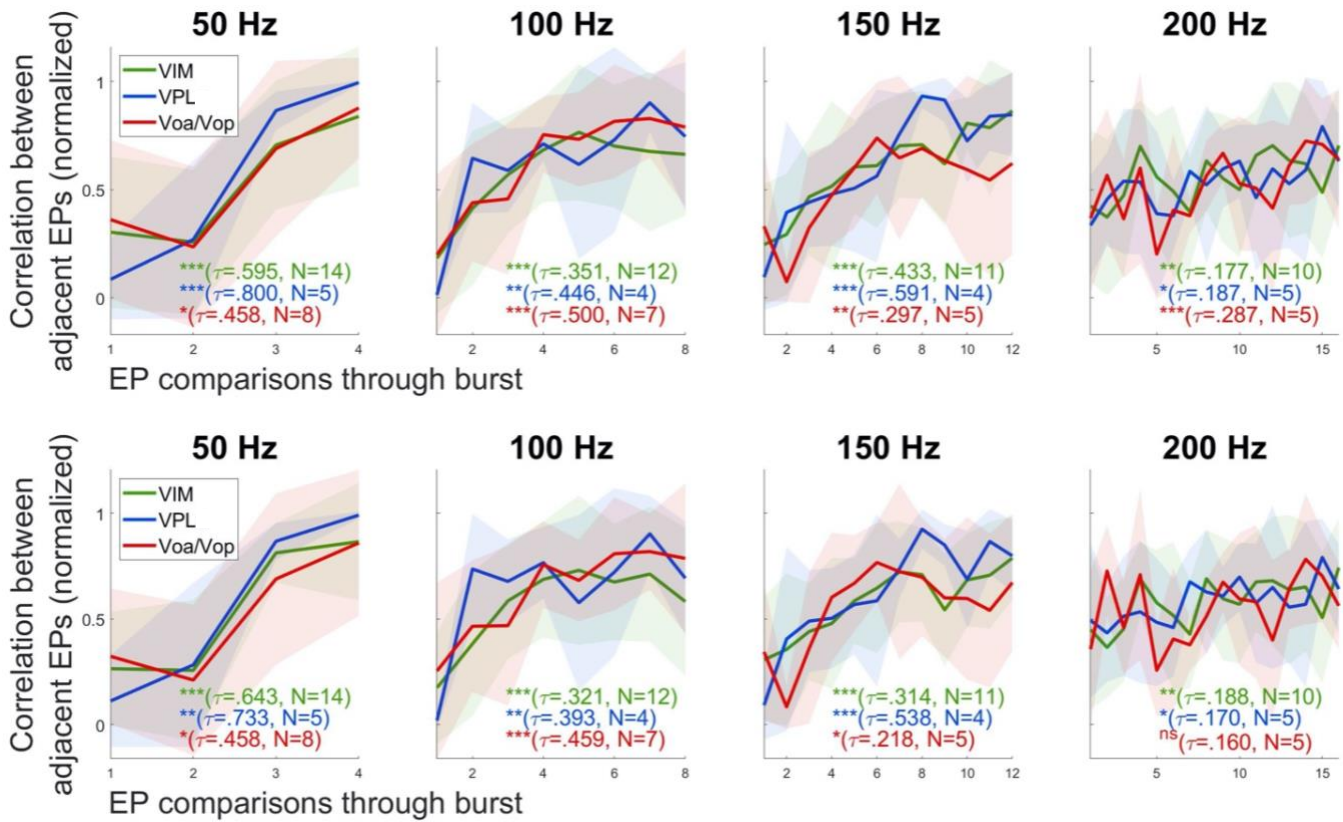 50 Hz
100 Hz
150 Hz
200 Hz
Correlation between
adjacent EPs (normalized)
1
0.5
0
VIM
VPL
Voa/Vop
***(τ=.595, N=14)
***(τ=.800, N=5)
*(τ=.458, N=8)
***(τ=.351, N=12)
**(τ=.446, N=4)
***(τ=.500, N=7)
***(τ=.433, N=11)
***(τ=.591, N=4)
**(τ=.297, N=5)
**(τ=.177, N=10)
*(τ=.187, N=5)
***(τ=.287, N=5)
1 2 3 4
2 4 6 8
2 4 6 8 10 12
5 10 15
EP comparisons through burst
50 Hz
100 Hz
150 Hz
200 Hz
Correlation between
adjacent EPs (normalized)
1
0.5
0
VIM
VPL
Voa/Vop
***(τ=.643, N=14)
**(τ=.733, N=5)
*(τ=.458, N=8)
***(τ=.321, N=12)
**(τ=.393, N=4)
***(τ=.459, N=7)
***(τ=.314, N=11)
***(τ=.538, N=4)
*(τ=.218, N=5)
**(τ=.188, N=10)
*(τ=.170, N=5)
ns(τ=.160, N=5)
1 2 3 4
2 4 6 8
2 4 6 8 10 12
5 10 15
EP comparisons through burst